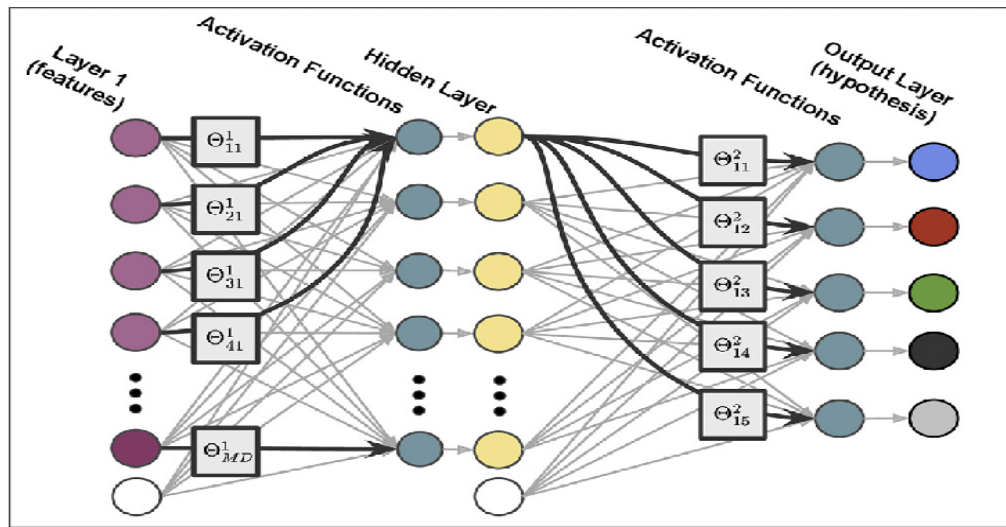 Layer 1
(features)
Activation Functions
Hidden Layer
Activation Functions
Output Layer
(hypothesis)
Θ¹₁₁
Θ¹₂₁
Θ¹₃₁
Θ¹₄₁
Θ¹MD
Θ²₁₁
Θ²₁₂
Θ²₁₃
Θ²₁₄
Θ²₁₅